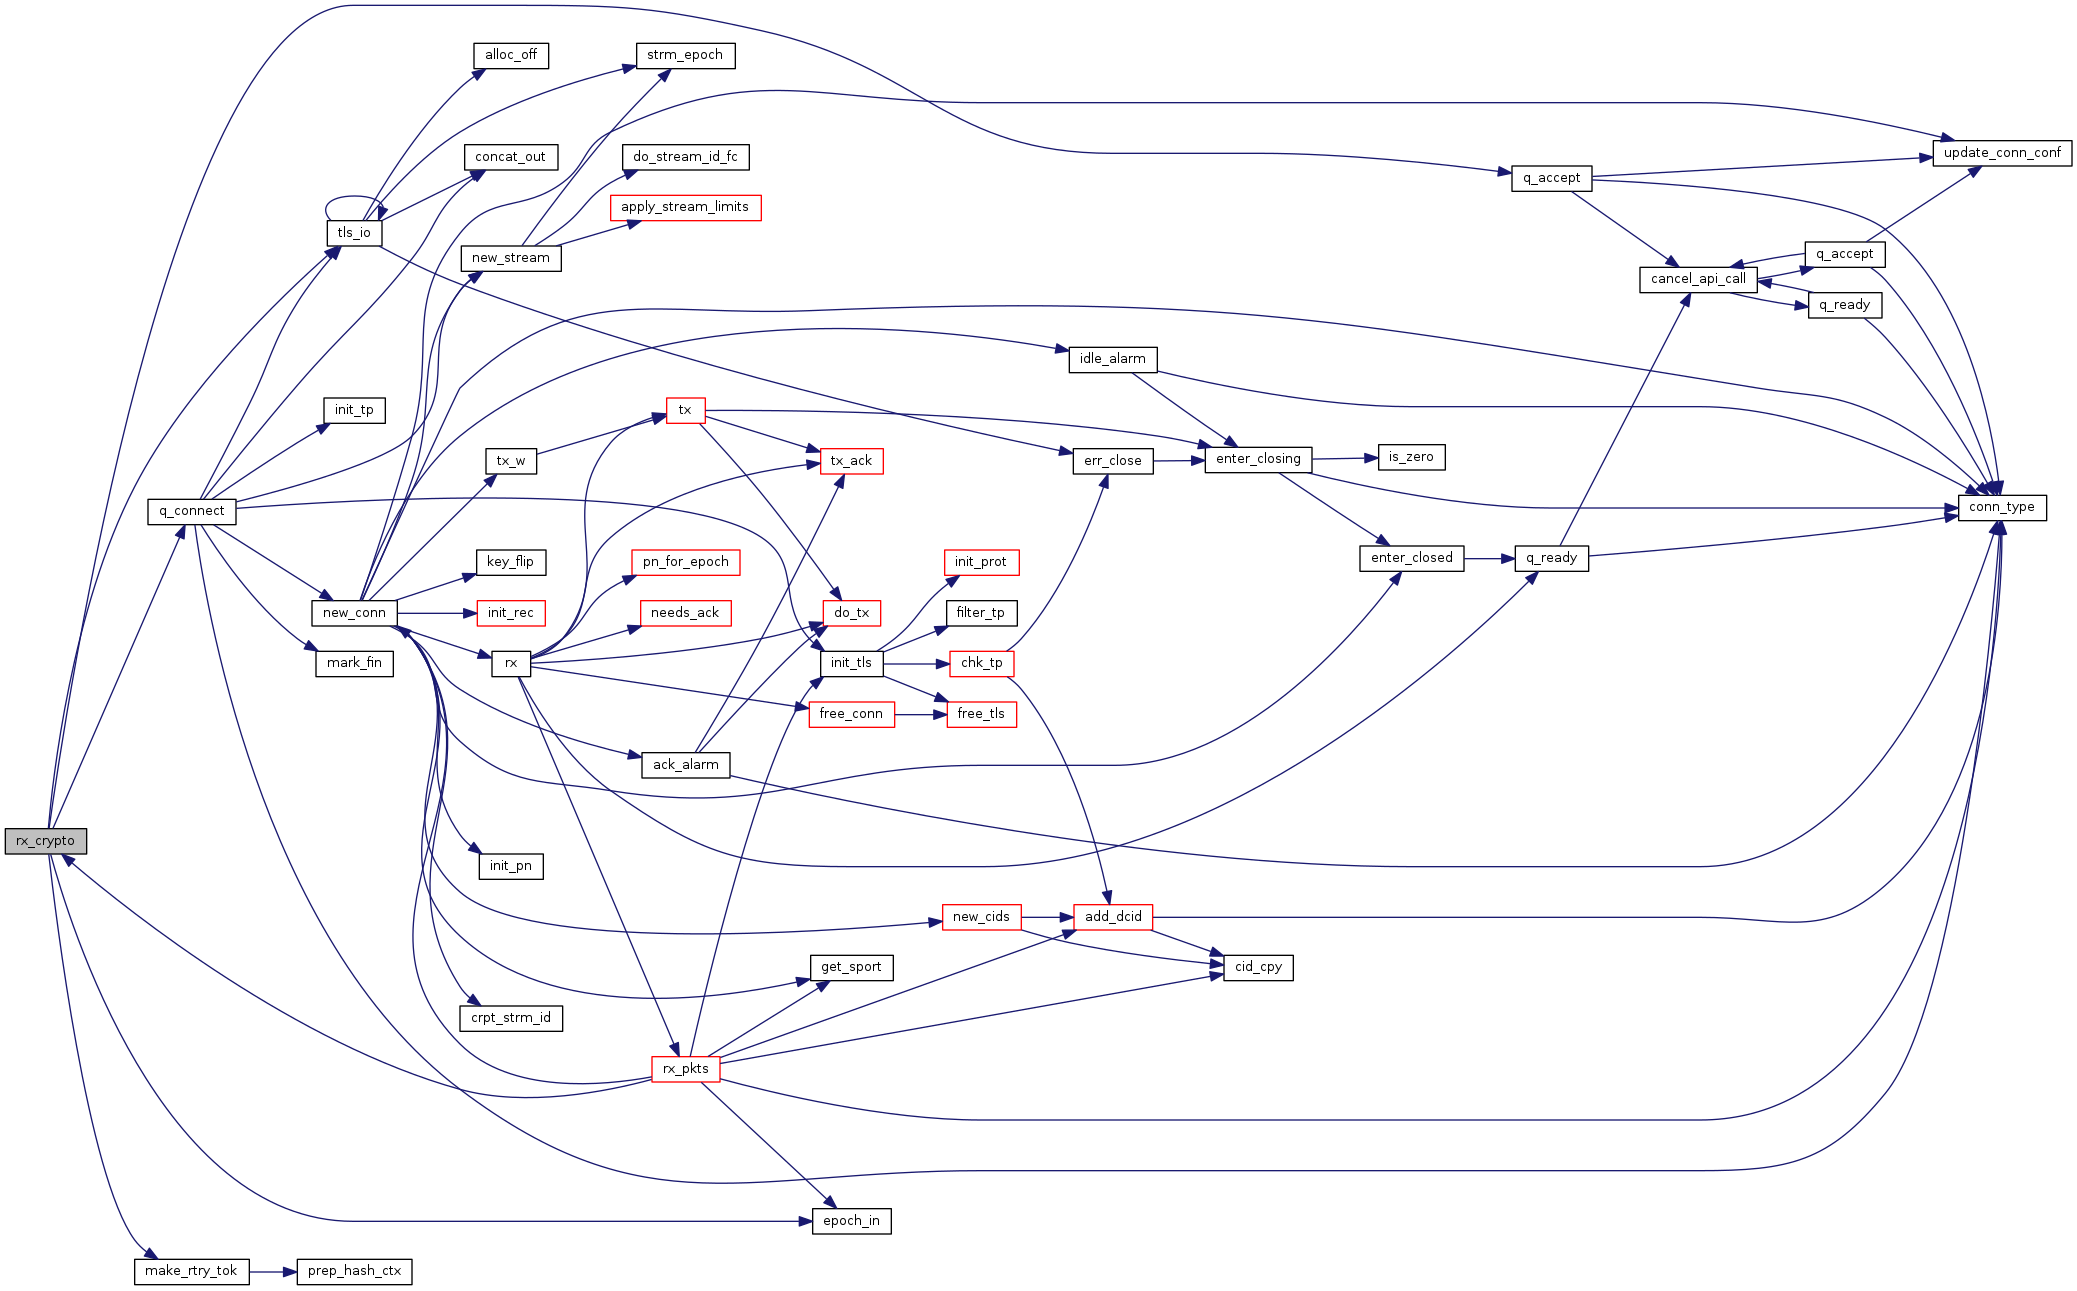 alloc_off
strm_epoch
concat_out
do_stream_id_fc
update_conn_conf
q_accept
apply_stream_limits
tls_io
new_stream
q_accept
cancel_api_call
q_ready
idle_alarm
init_tp
tx
tx_w
tx_ack
err_close
enter_closing
is_zero
q_connect
conn_type
key_flip
pn_for_epoch
init_prot
enter_closed
q_ready
new_conn
init_rec
needs_ack
do_tx
filter_tp
mark_fin
rx
init_tls
chk_tp
free_conn
free_tls
ack_alarm
rx_crypto
init_pn
new_cids
add_dcid
get_sport
cid_cpy
crpt_strm_id
rx_pkts
epoch_in
make_rtry_tok
prep_hash_ctx